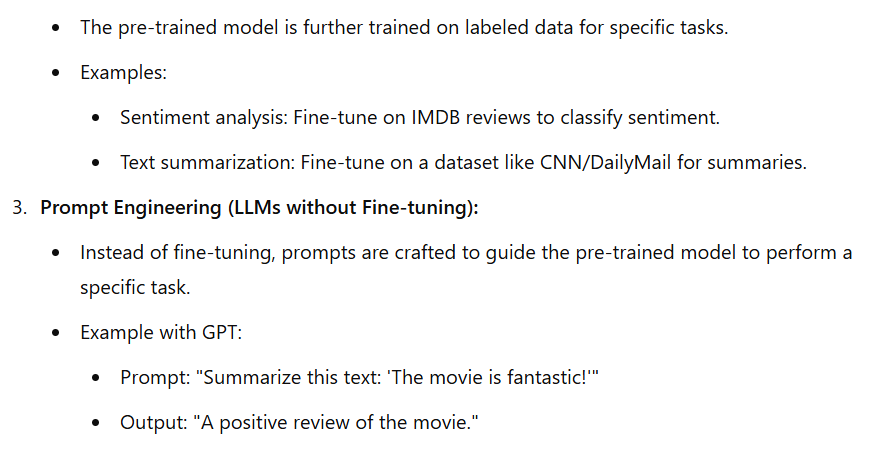 • The pre-trained model is further trained on labeled data for specific tasks.
• Examples:
• Sentiment analysis: Fine-tune on IMDB reviews to classify sentiment.
• Text summarization: Fine-tune on a dataset like CNN/DailyMail for summaries.
3. Prompt Engineering (LLMs without Fine-tuning):
• Instead of fine-tuning, prompts are crafted to guide the pre-trained model to perform a
specific task.
• Example with GPT:
• Prompt: "Summarize this text: 'The movie is fantastic!'"
• Output: "A positive review of the movie."